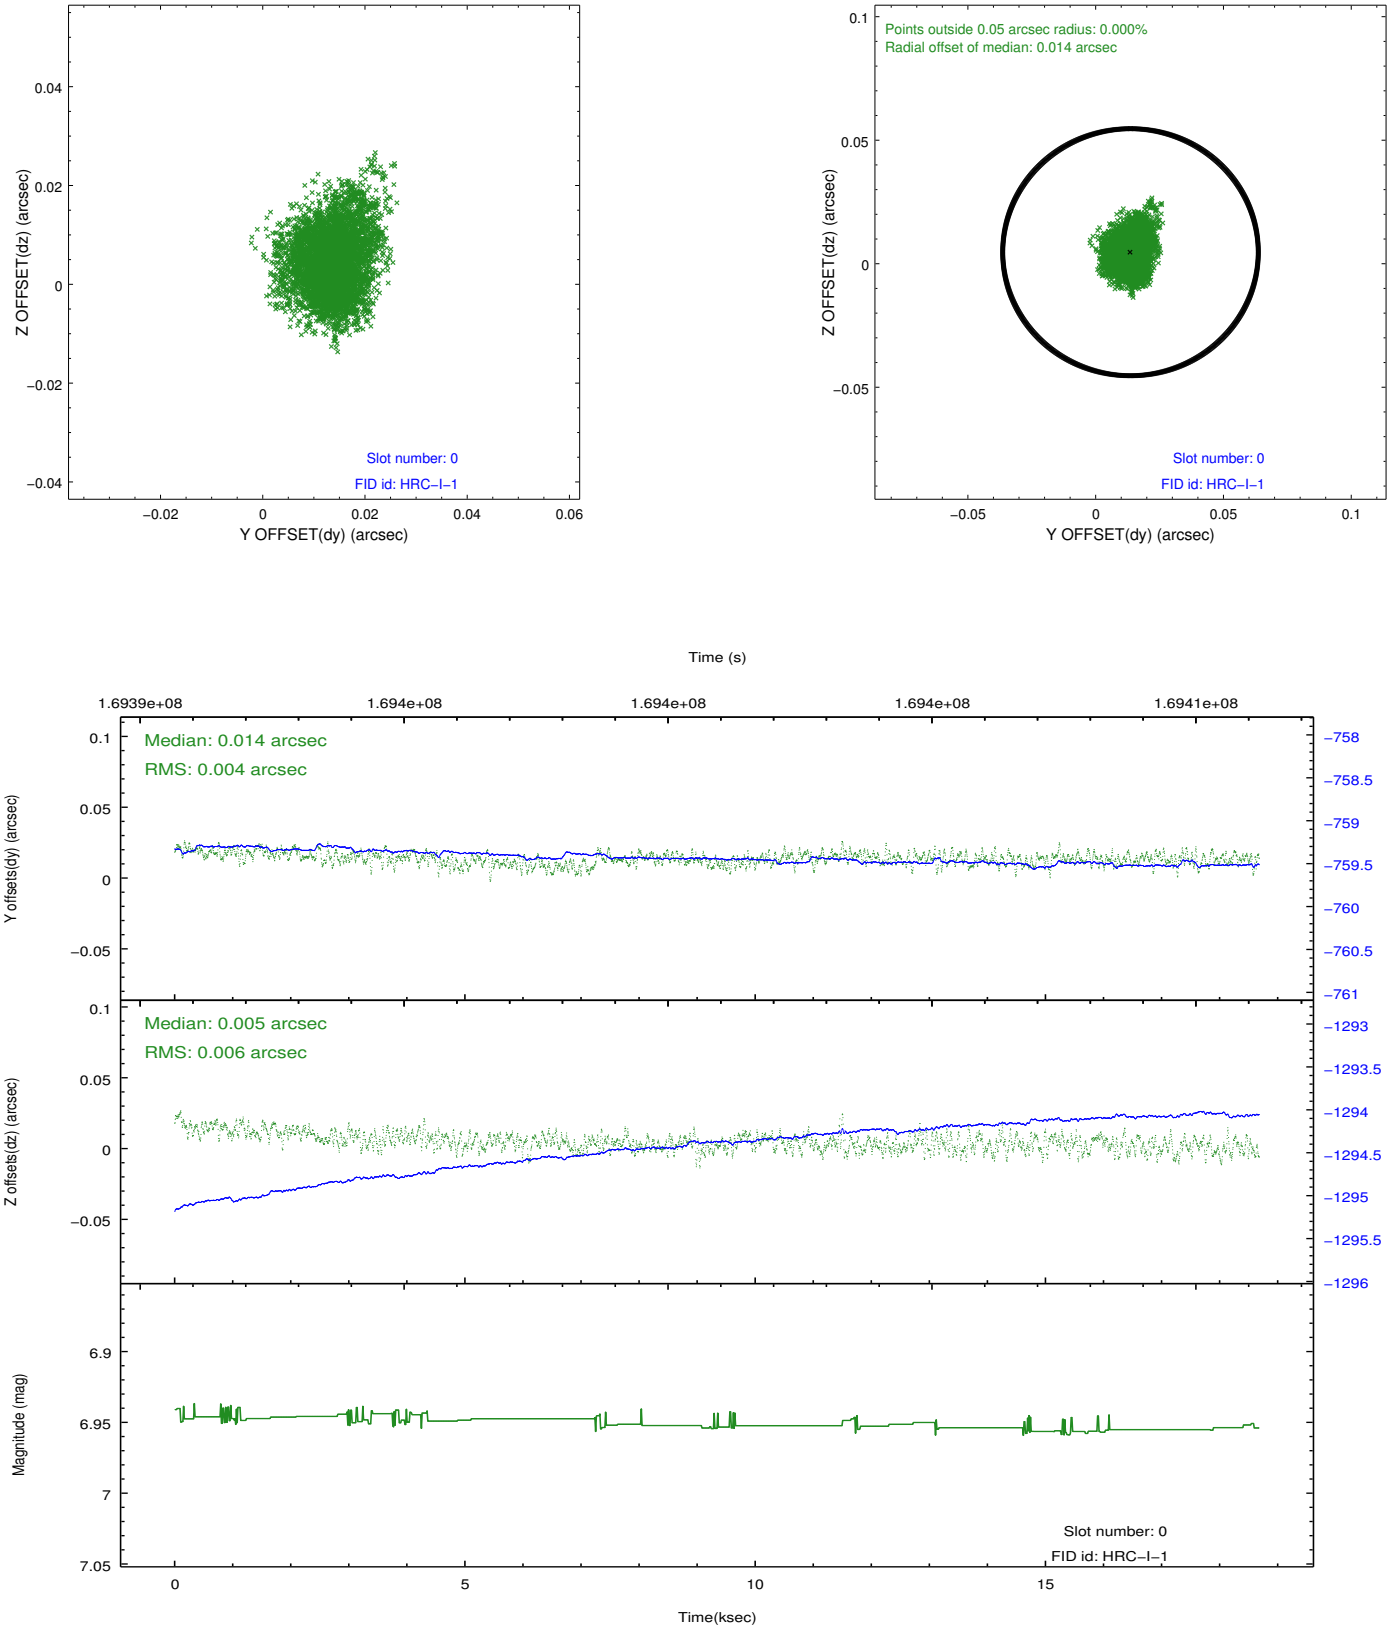 0.04
0.02
0
−0.02
−0.04
Z OFFSET(dz) (arcsec)
Slot number: 0
FID id: HRC−I−1
−0.02 0 0.02 0.04 0.06
Y OFFSET(dy) (arcsec)
Points outside 0.05 arcsec radius: 0.000%
Radial offset of median: 0.014 arcsec
0.1
0.05
0
−0.05
Z OFFSET(dz) (arcsec)
Slot number: 0
FID id: HRC−I−1
−0.05 0 0.05 0.1
Y OFFSET(dy) (arcsec)
Time (s)
1.6939e+08 1.694e+08 1.694e+08 1.694e+08 1.6941e+08
Median: 0.014 arcsec
RMS: 0.004 arcsec
0.1
0.05
0
−0.05
Y offsets(dy) (arcsec)
−758
−758.5
−759
−759.5
−760
−760.5
−761
Median: 0.005 arcsec
RMS: 0.006 arcsec
0.1
0.05
0
−0.05
Z offsets(dz) (arcsec)
−1293
−1293.5
−1294
−1294.5
−1295
−1295.5
−1296
6.9
6.95
7
7.05
Magnitude (mag)
Slot number: 0
FID id: HRC−I−1
0 5 10 15
Time(ksec)